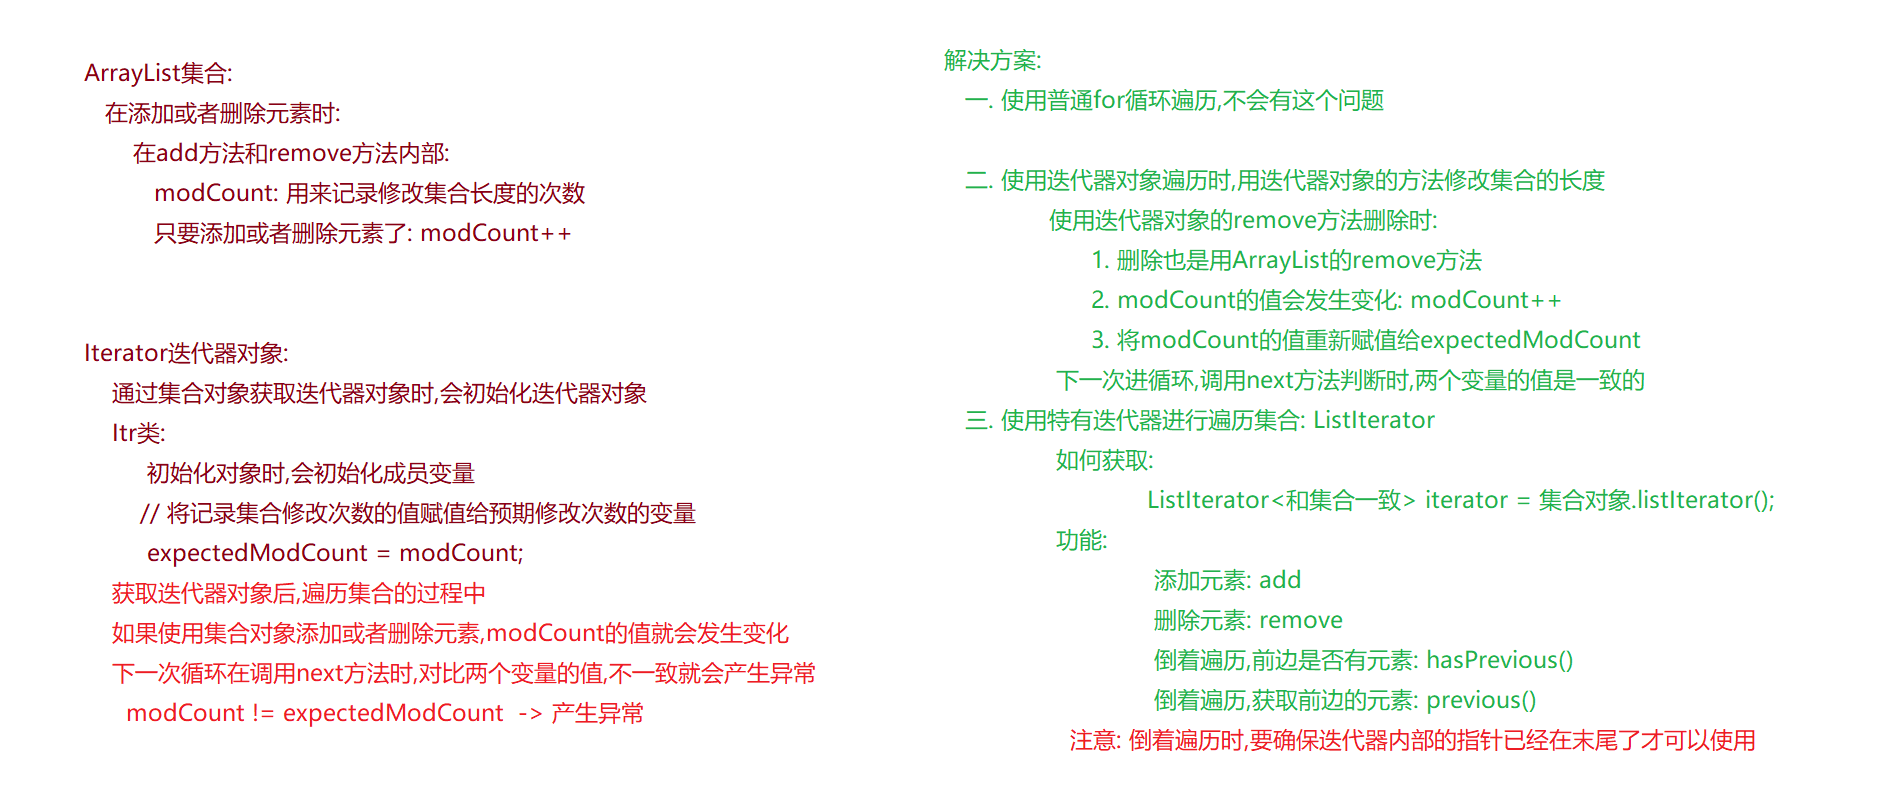 ArrayList集合:
在添加或者删除元素时:
在add方法和remove方法内部:
modCount: 用来记录修改集合长度的次数
只要添加或者删除元素了: modCount++
Iterator迭代器对象:
通过集合对象获取迭代器对象时,会初始化迭代器对象
Itr类:
初始化对象时,会初始化成员变量
// 将记录集合修改次数的值赋值给预期修改次数的变量
expectedModCount = modCount;
获取迭代器对象后,遍历集合的过程中
如果使用集合对象添加或者删除元素,modCount的值就会发生变化
下一次循环在调用next方法时,对比两个变量的值,不一致就会产生异常
modCount != expectedModCount -> 产生异常
解决方案:
一. 使用普通for循环遍历,不会有这个问题
二. 使用迭代器对象遍历时,用迭代器对象的方法修改集合的长度
使用迭代器对象的remove方法删除时:
1. 删除也是用ArrayList的remove方法
2. modCount的值会发生变化: modCount++
3. 将modCount的值重新赋值给expectedModCount
下一次进循环,调用next方法判断时,两个变量的值是一致的
三. 使用特有迭代器进行遍历集合: ListIterator
如何获取:
ListIterator<和集合一致> iterator = 集合对象.listIterator();
功能:
添加元素: add
删除元素: remove
倒着遍历,前边是否有元素: hasPrevious()
倒着遍历,获取前边的元素: previous()
注意: 倒着遍历时,要确保迭代器内部的指针已经在末尾了才可以使用